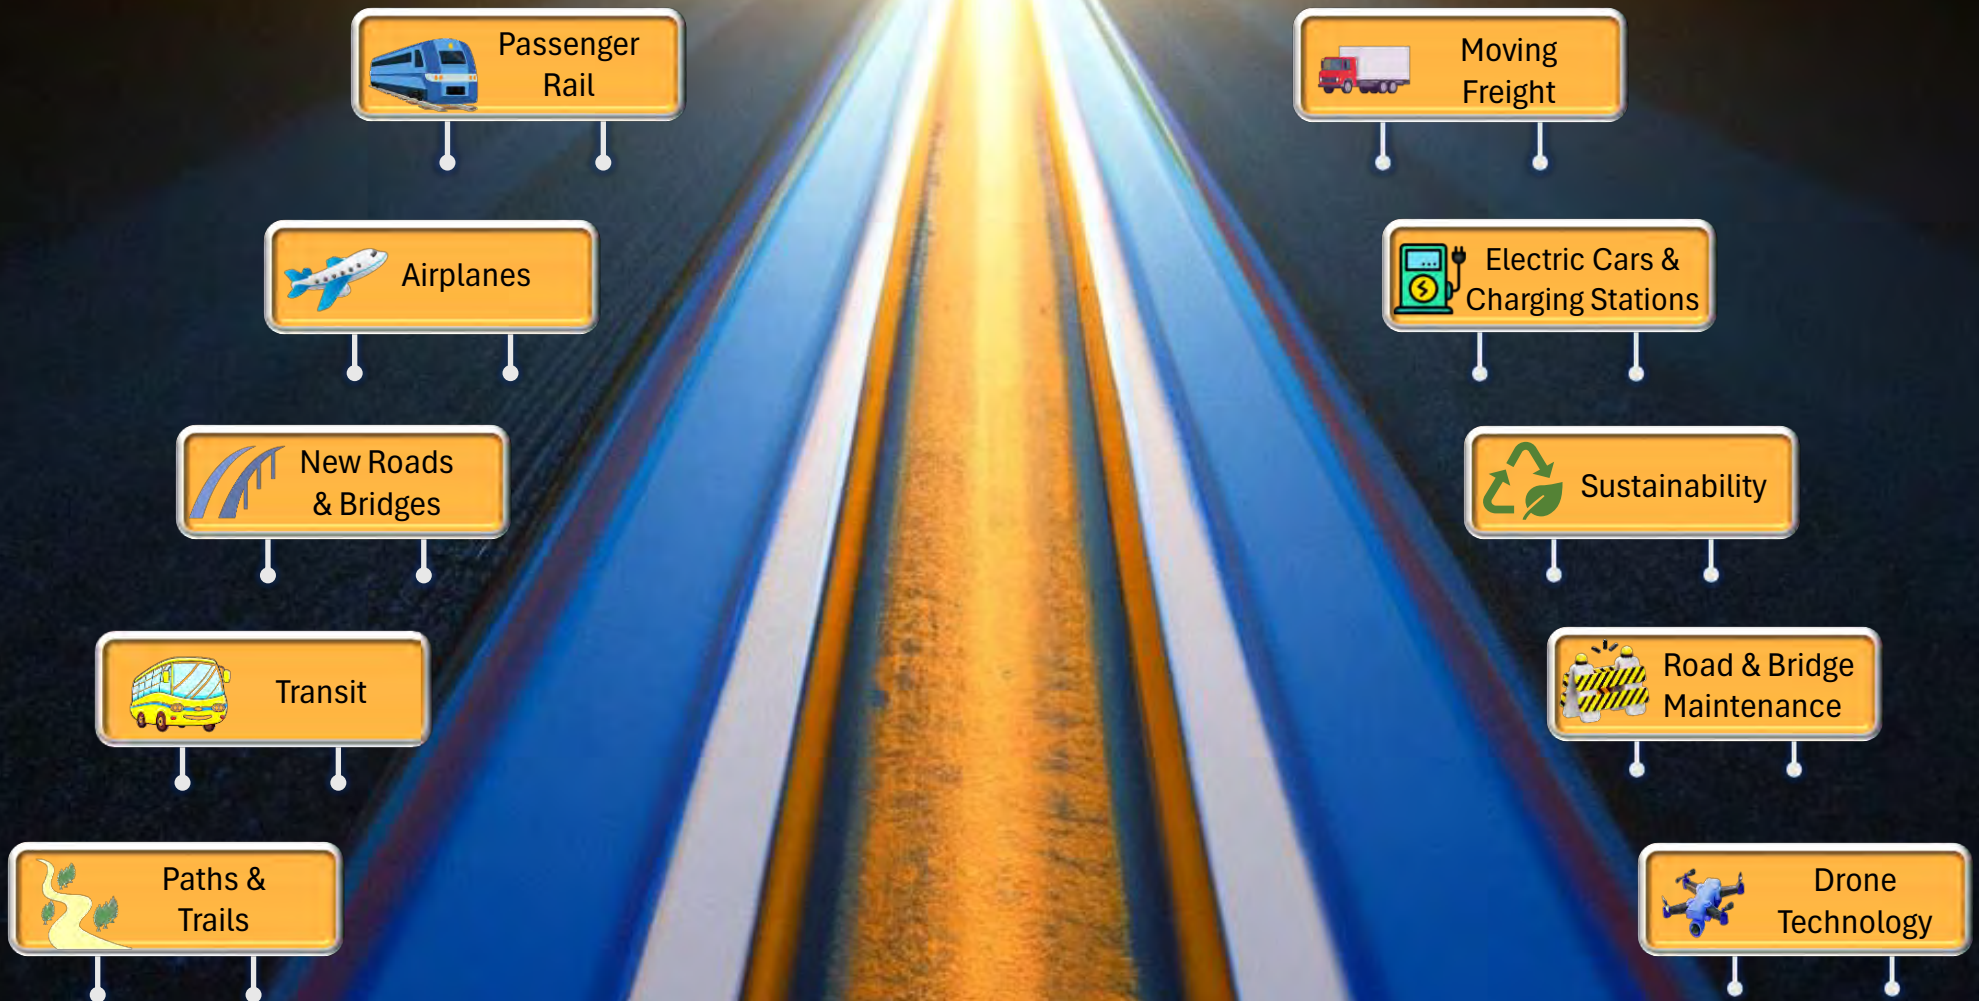 Passenger
Rail
Moving
Freight
Airplanes
Electric Cars &
Charging Stations
New Roads
& Bridges
Sustainability
Transit
Road & Bridge
Maintenance
Paths &
Trails
Drone
Technology